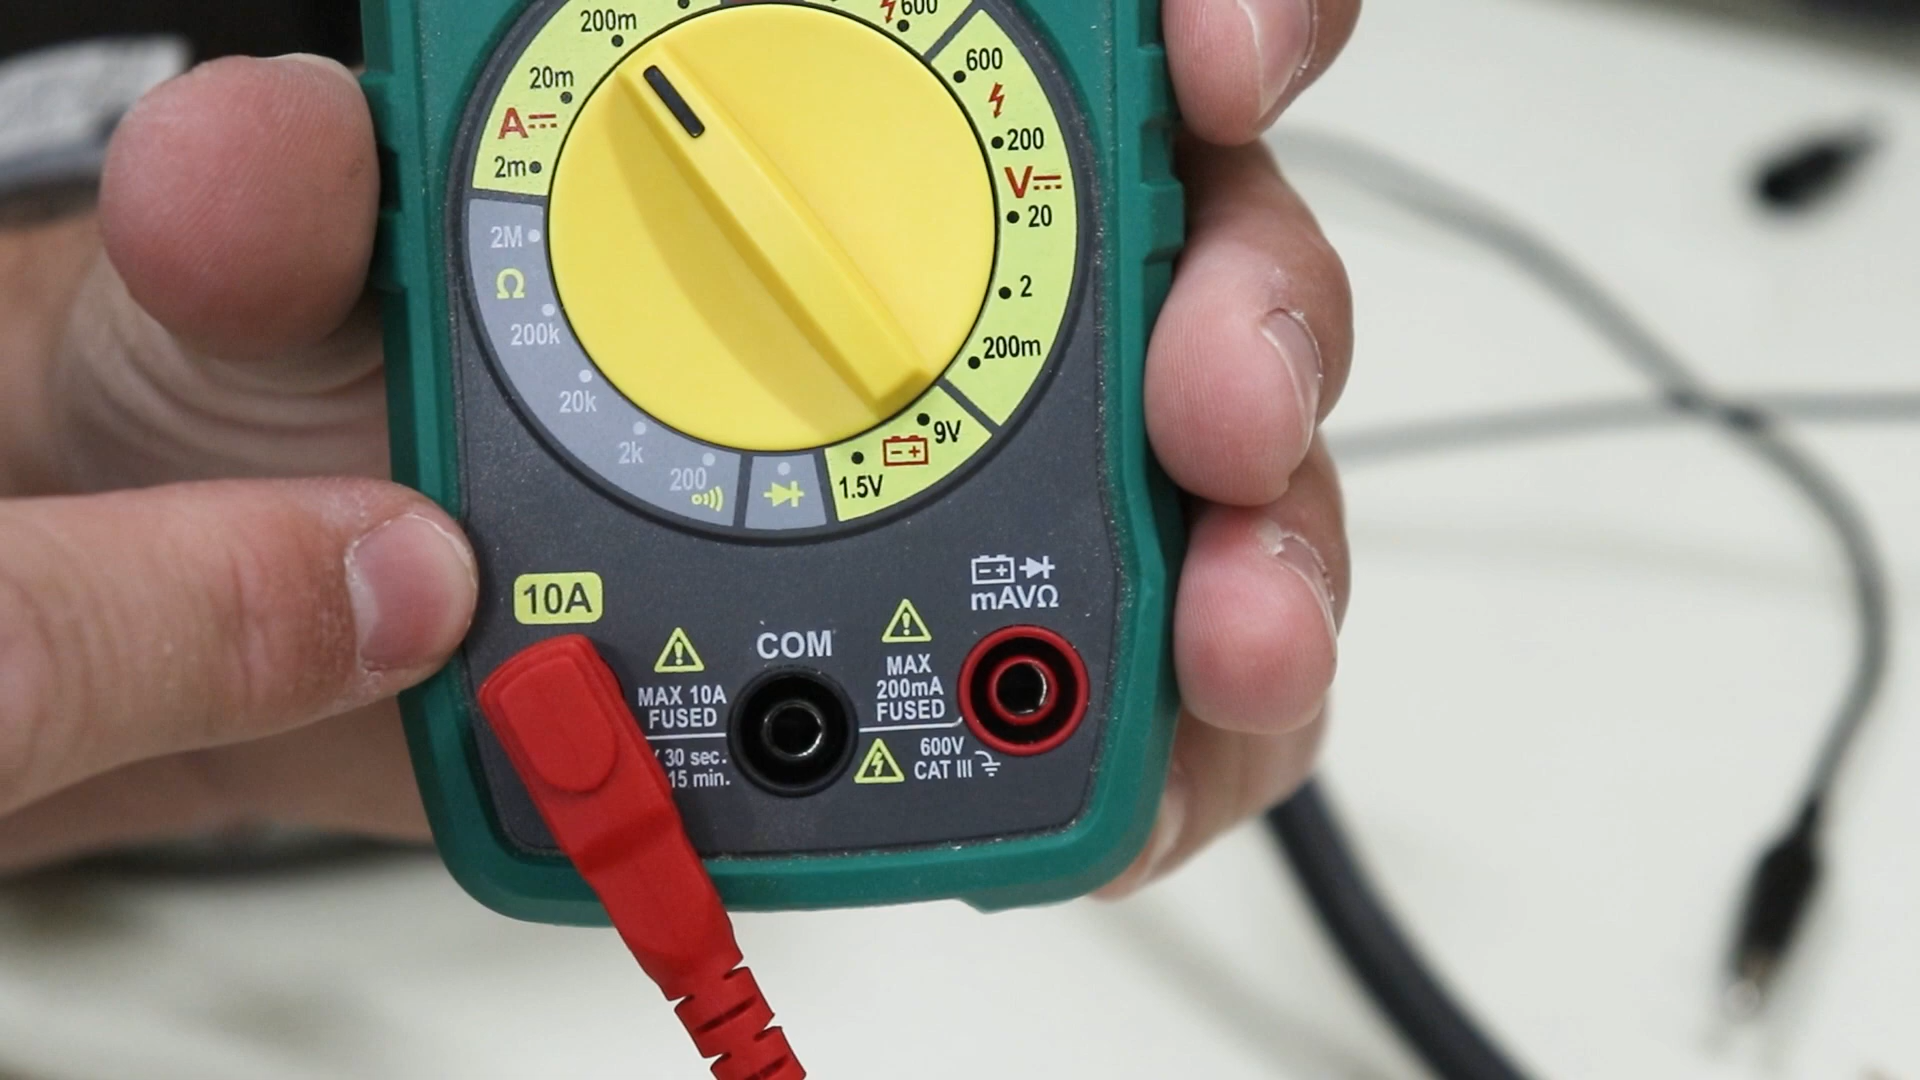 200m
600
20m
600
A
200
2m
V
20
2M
Ω
2
200k
200m
20k
9V
2k
200
1.5V
10A
mAVΩ
COM
MAX 10A
FUSED
MAX
200mA
FUSED
30 sec.
15 min.
600V
CAT III